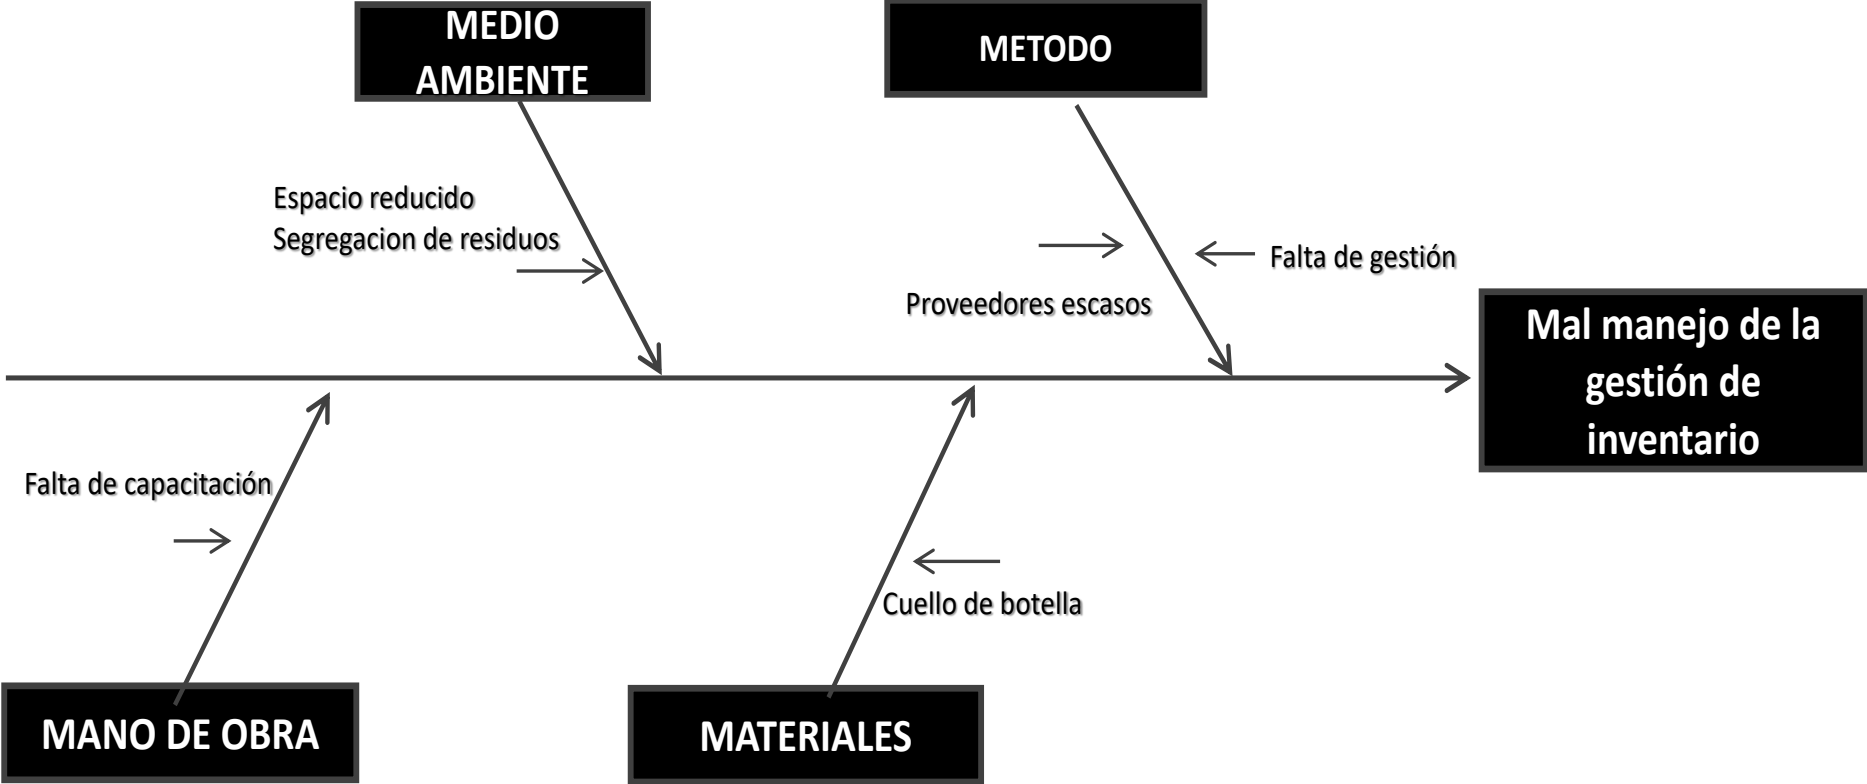 MEDIO
AMBIENTE
METODO
Espacio reducido
Segregacion de residuos
Falta de gestión
Proveedores escasos
Mal manejo de la
gestión de
inventario
Falta de capacitación
Cuello de botella
MANO DE OBRA
MATERIALES